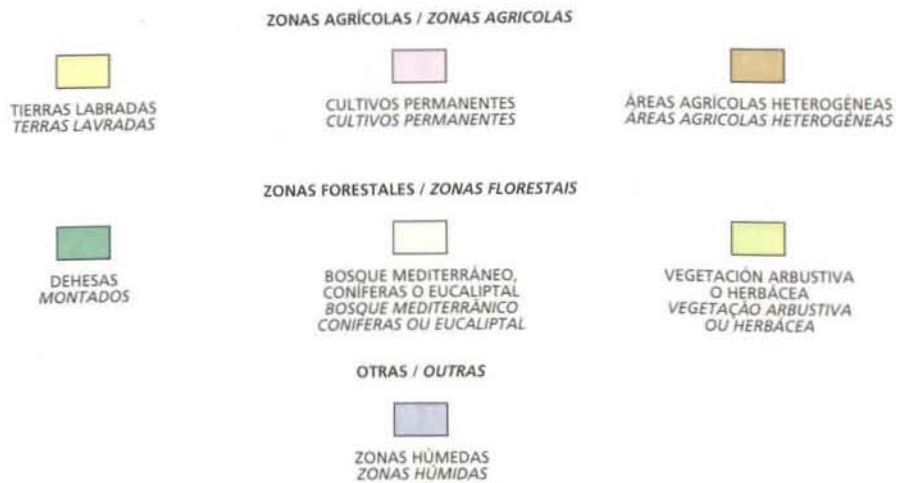 ZONAS AGRÍCOLAS / ZONAS AGRICOLAS
TIERRAS LABRADAS
TERRAS LAVRADAS
CULTIVOS PERMANENTES
CULTIVOS PERMANENTES
ÁREAS AGRÍCOLAS HETEROGÉNEAS
ÁREAS AGRÍCOLAS HETEROGÉNEAS
ZONAS FORESTALES / ZONAS FLORESTAIS
DEHESAS
MONTADOS
BOSQUE MEDITERRÁNEO,
CONÍFERAS O EUCALIPTAL
BOSQUE MEDITERRÂNICO
CONIFERAS OU EUCALIPTAL
VEGETACIÓN ARBUSTIVA
O HERBÁCEA
VEGETAÇÃO ARBUSTIVA
OU HERBÁCEA
OTRAS / OUTRAS
ZONAS HÚMEDAS
ZONAS HÚMIDAS